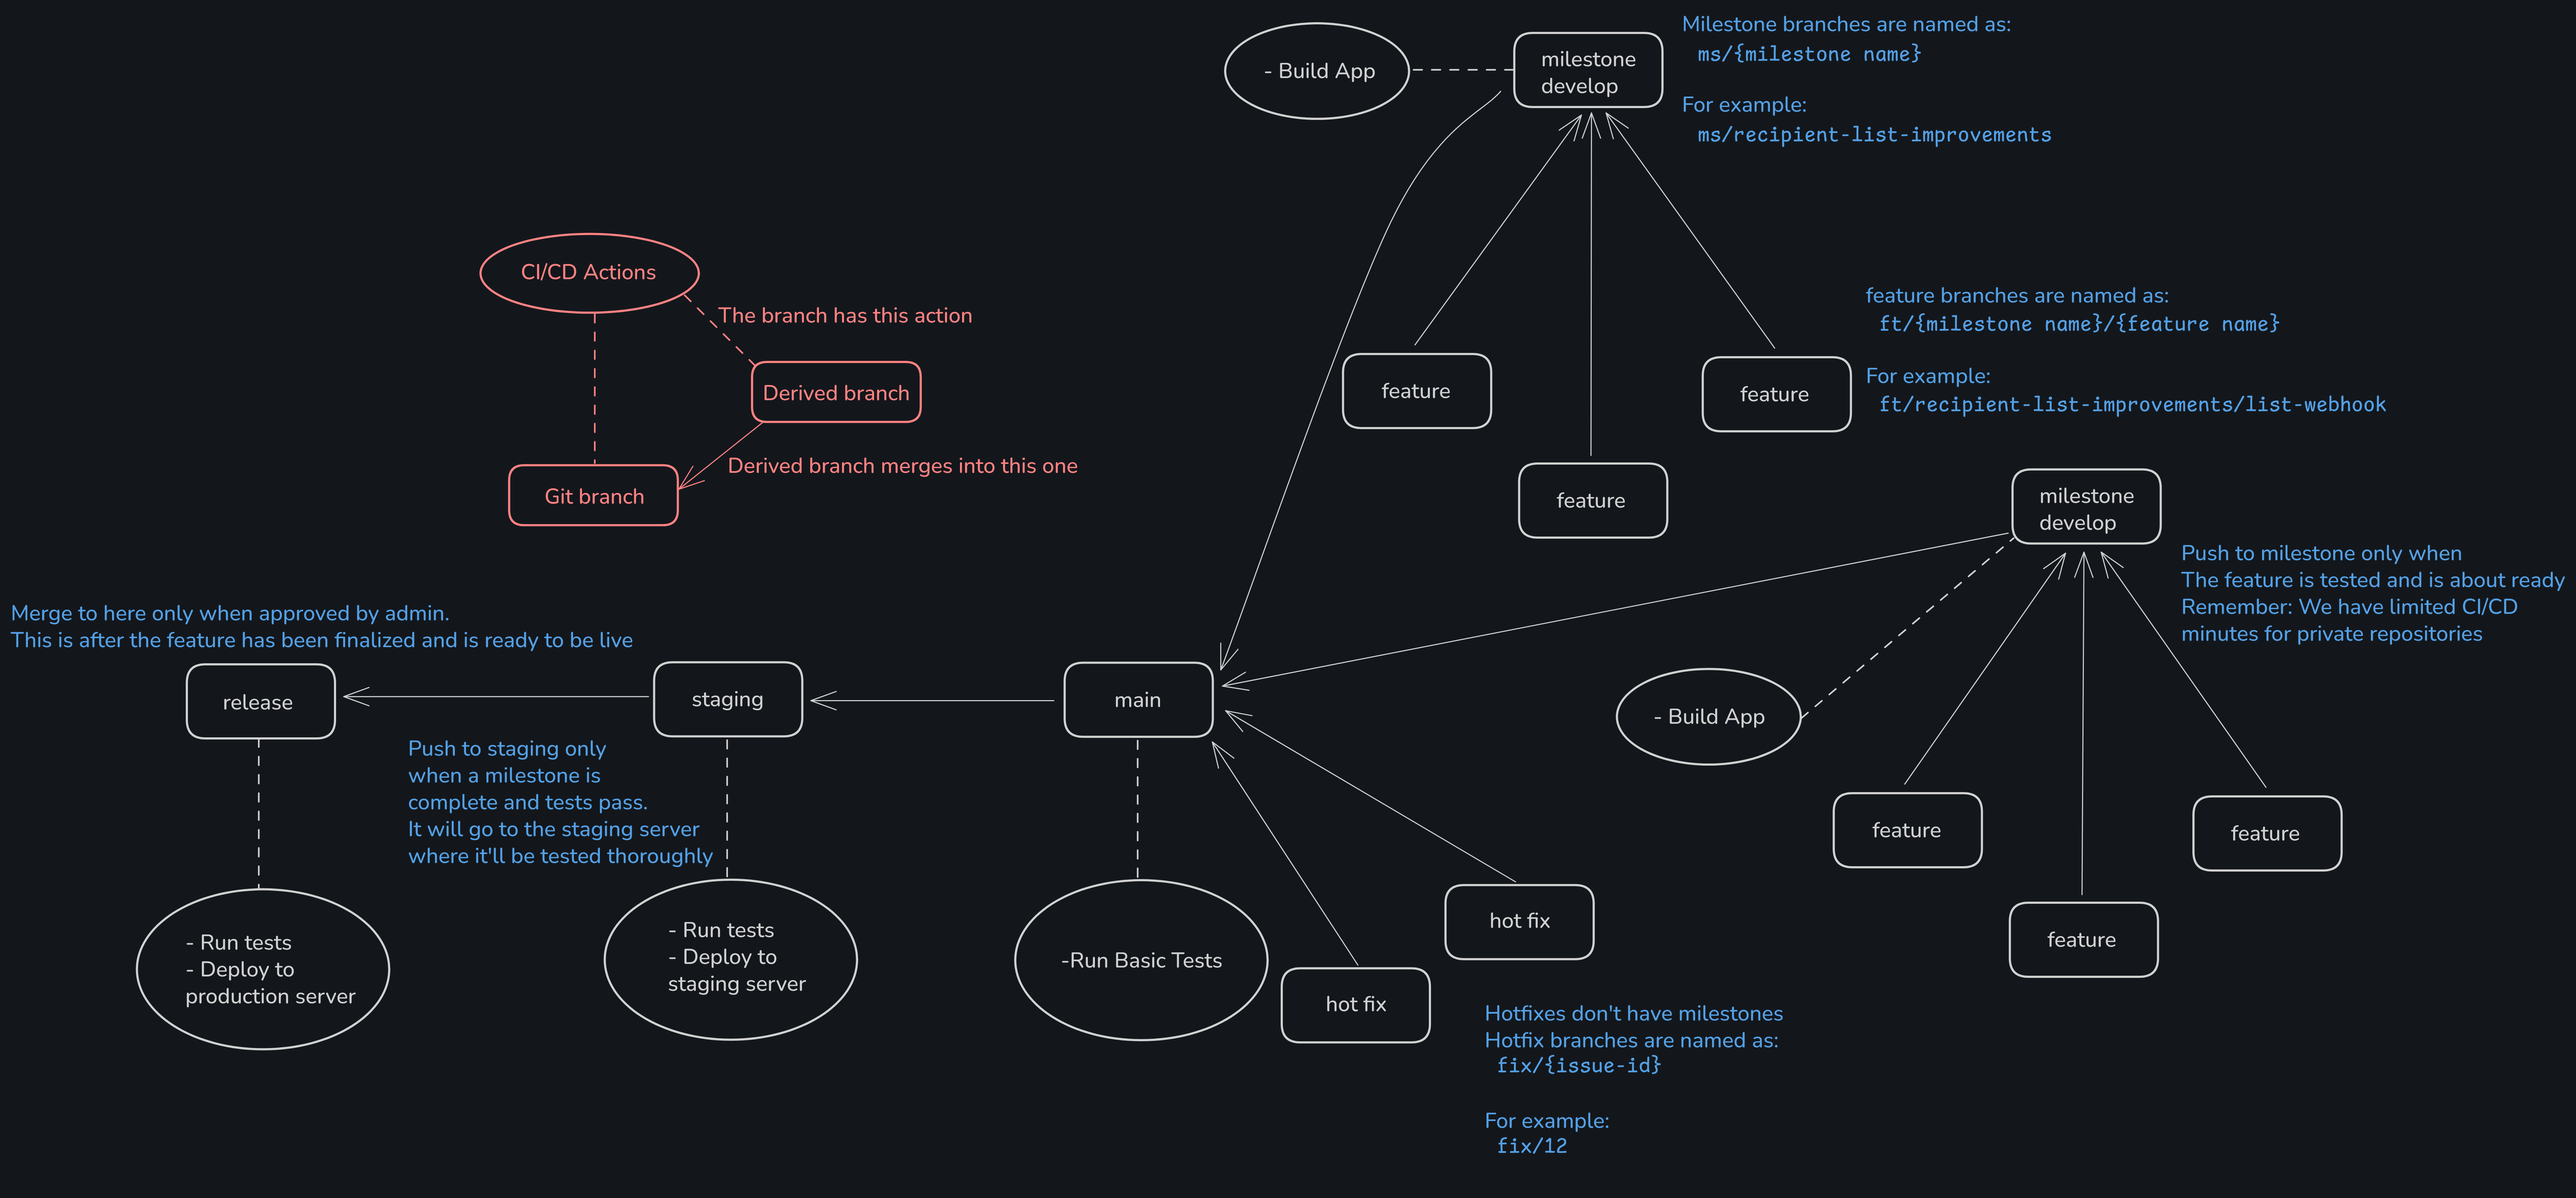 - Build App
milestone
develop
Milestone branches are named as:
ms/{milestone name}
For example:
ms/recipient-list-improvements
CI/CD Actions
The branch has this action
Derived branch
Derived branch merges into this one
Git branch
feature
feature
feature
feature branches are named as:
ft/{milestone name}/{feature name}
For example:
ft/recipient-list-improvements/list-webhook
milestone
develop
Push to milestone only when
The feature is tested and is about ready
Remember: We have limited CI/CD
minutes for private repositories
Merge to here only when approved by admin.
This is after the feature has been finalized and is ready to be live
release
staging
main
- Build App
Push to staging only
when a milestone is
complete and tests pass.
It will go to the staging server
where it'll be tested thoroughly
feature
feature
feature
- Run tests
- Deploy to
production server
- Run tests
- Deploy to
staging server
-Run Basic Tests
hot fix
hot fix
Hotfixes don't have milestones
Hotfix branches are named as:
fix/{issue-id}
For example:
fix/12